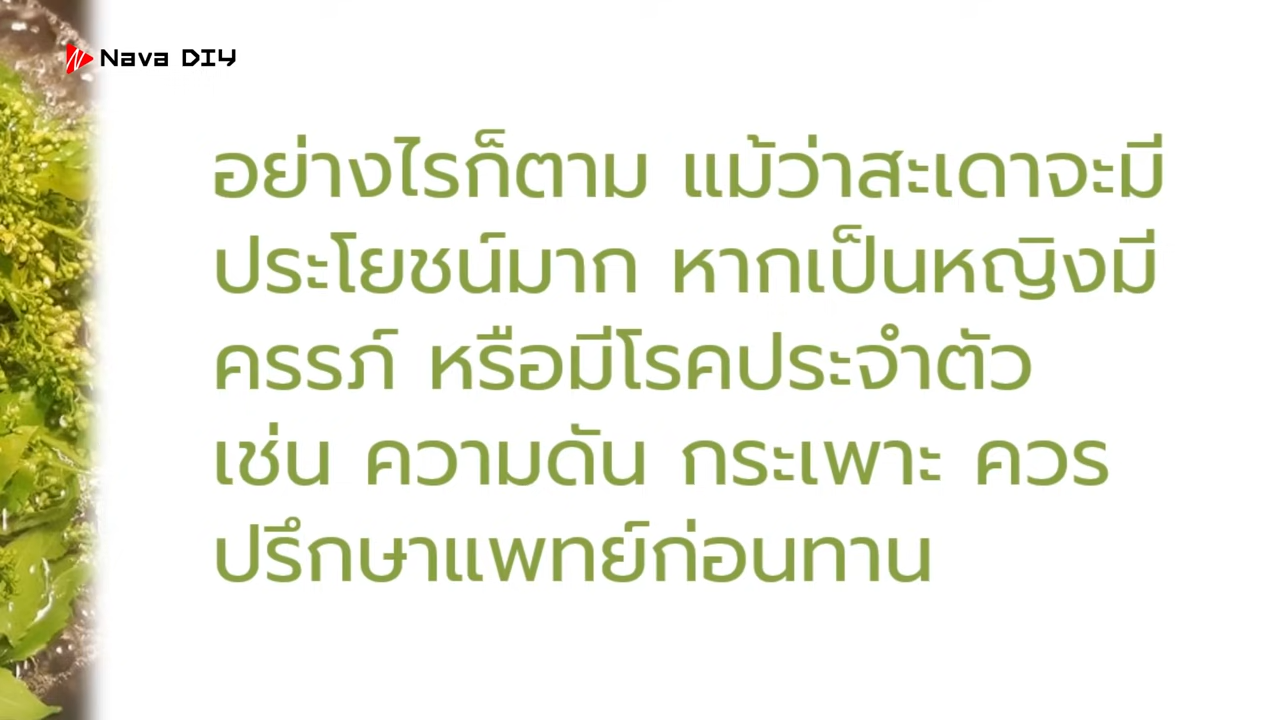 Nava DIY
อย่างไรก็ตาม แม้ว่าสะเดาจะมี
ประโยชน์มาก หากเป็นหญิงมี
ครรภ์ หรือมีโรคประจำตัว
เช่น ความดัน กระเพาะ ควร
ปรึกษาแพทย์ก่อนทาน